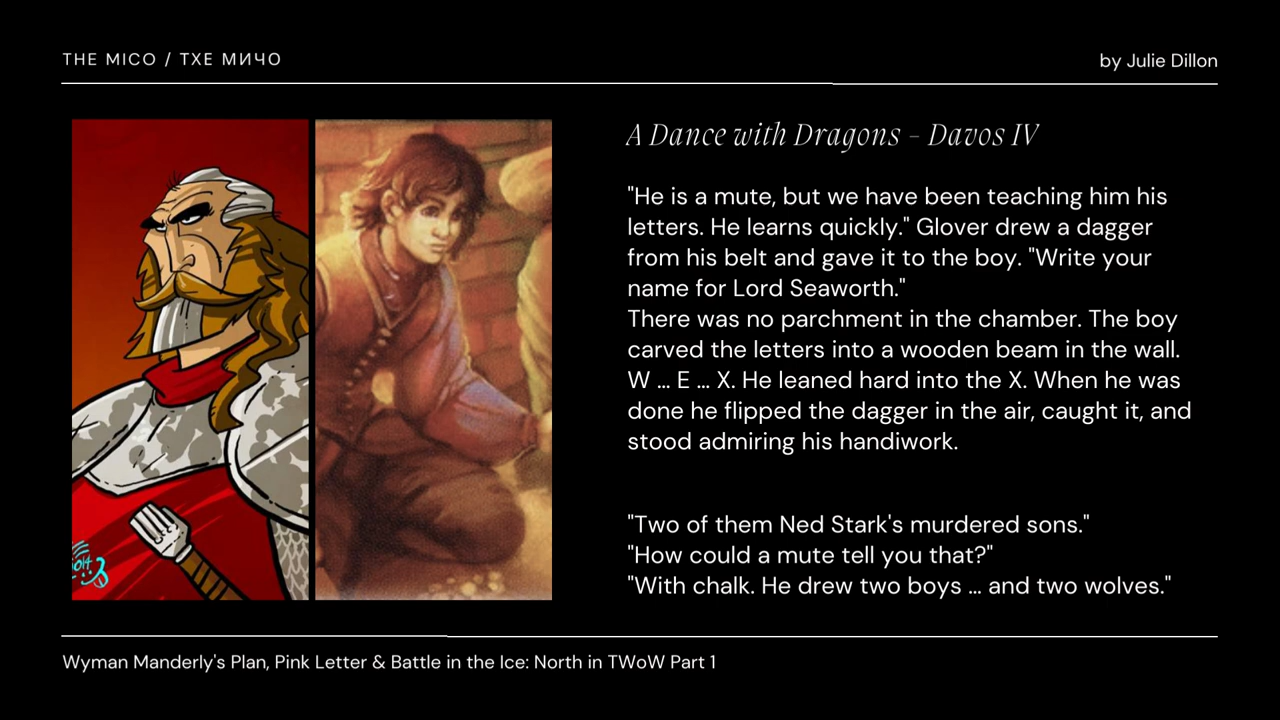 THE MICO / ТХЕ МИЧО
by Julie Dillon
A Dance with Dragons - Davos IV
"He is a mute, but we have been teaching him his
letters. He learns quickly." Glover drew a dagger
from his belt and gave it to the boy. "Write your
name for Lord Seaworth."
There was no parchment in the chamber. The boy
carved the letters into a wooden beam in the wall.
W ... E ... X. He leaned hard into the X. When he was
done he flipped the dagger in the air, caught it, and
stood admiring his handiwork.
"Two of them Ned Stark's murdered sons."
"How could a mute tell you that?"
"With chalk. He drew two boys ... and two wolves."
Wyman Manderly's Plan, Pink Letter & Battle in the Ice: North in TWoW Part 1